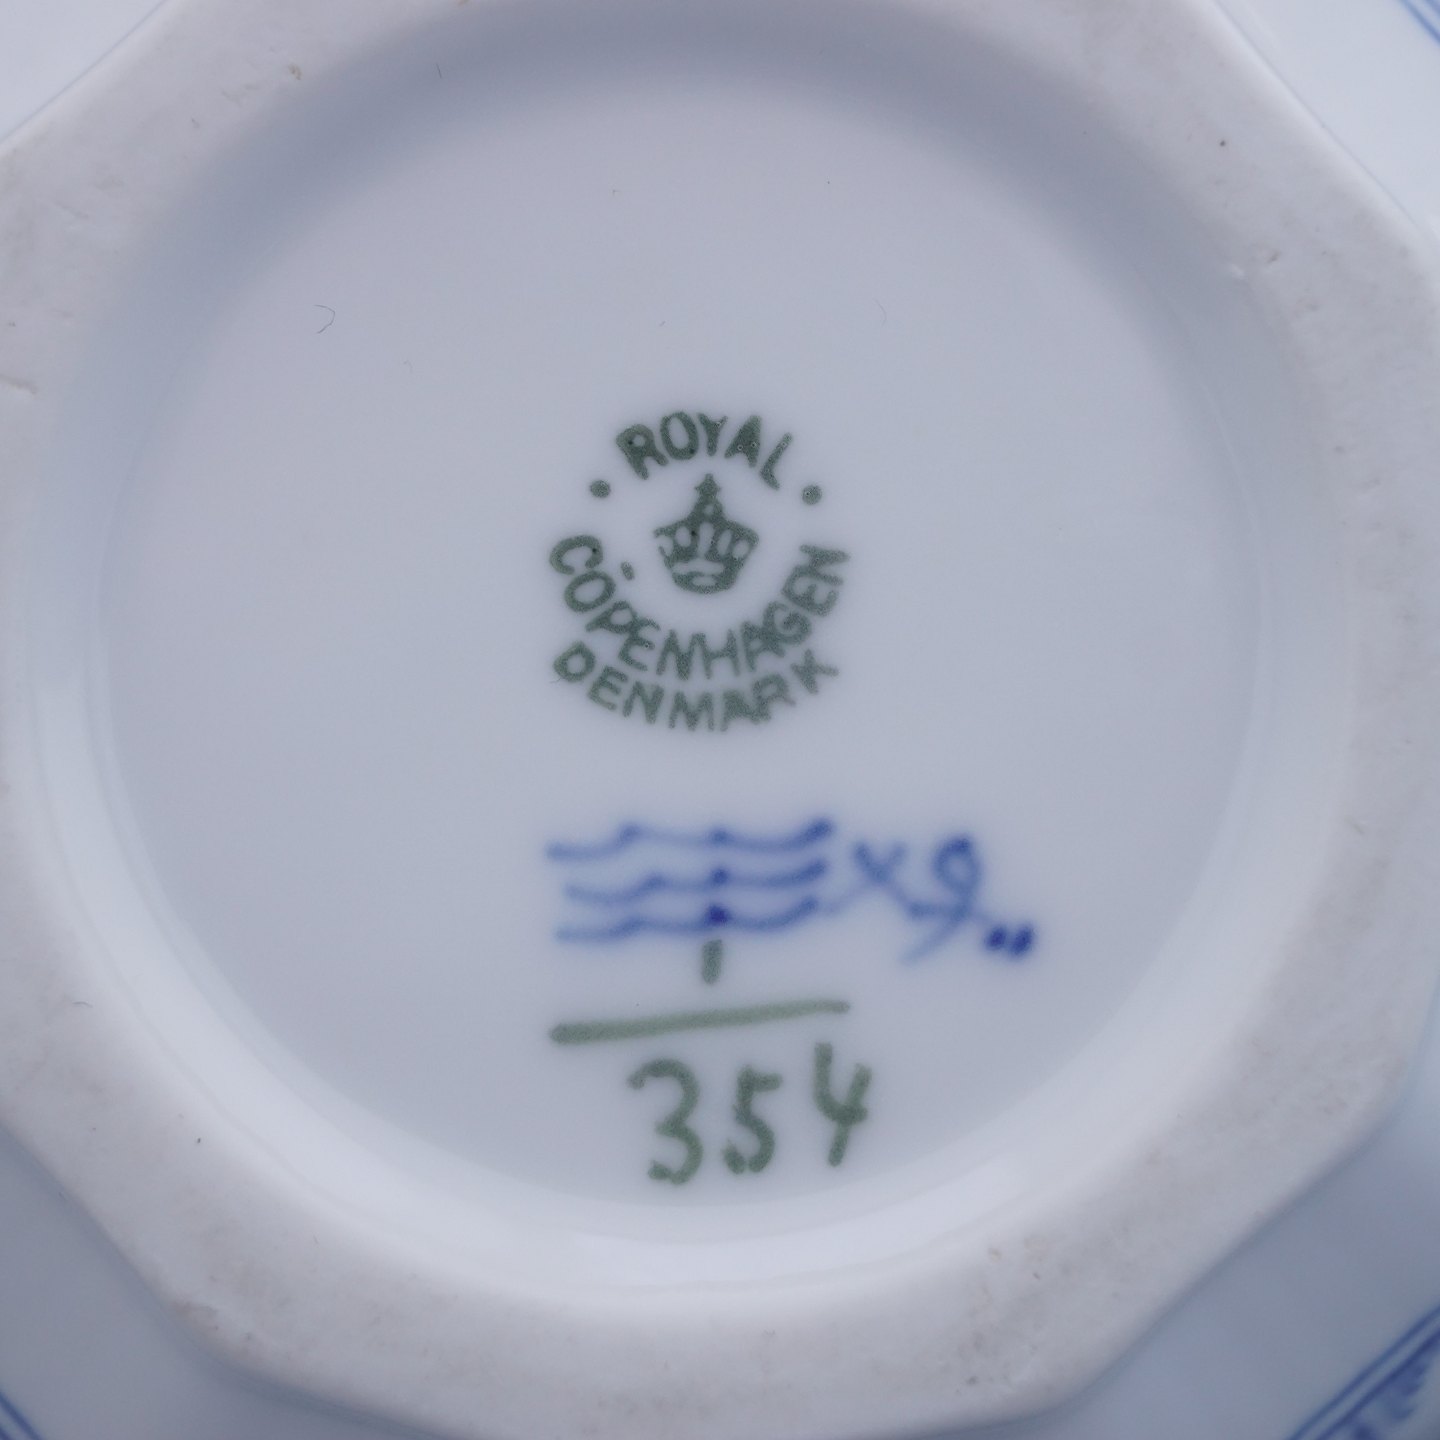 ROYAL
COPENHAGEN
DENMARK
1
354